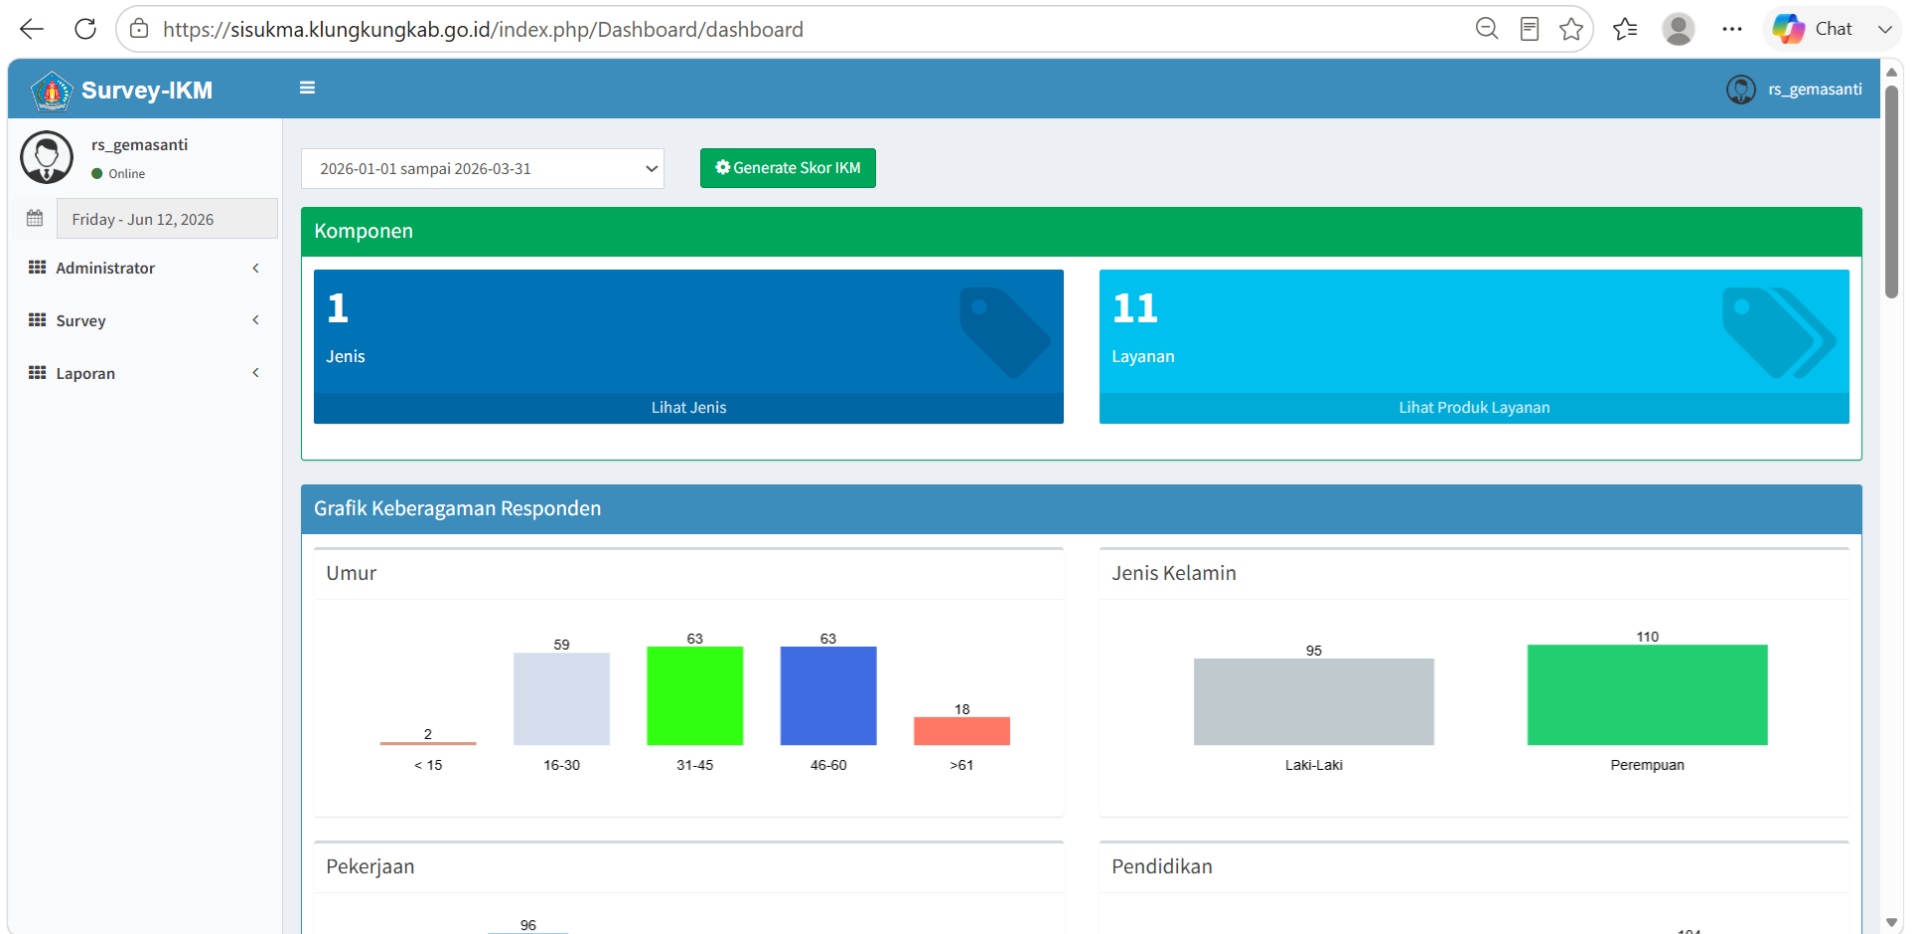 https://sisukma.klungkungkab.go.id/index.php/Dashboard/dashboard
Chat
Survey-IKM
rs_gemasanti
rs_gemasanti
Online
Friday - Jun 12, 2026
Administrator
Survey
Laporan
2026-01-01 sampai 2026-03-31
Generate Skor IKM
Komponen
1
Jenis
Lihat Jenis
11
Layanan
Lihat Produk Layanan
Grafik Keberagaman Responden
Umur
2
59
63
63
18
< 15
16-30
31-45
46-60
>61
Jenis Kelamin
95
110
Laki-Laki
Perempuan
Pekerjaan
96
Pendidikan